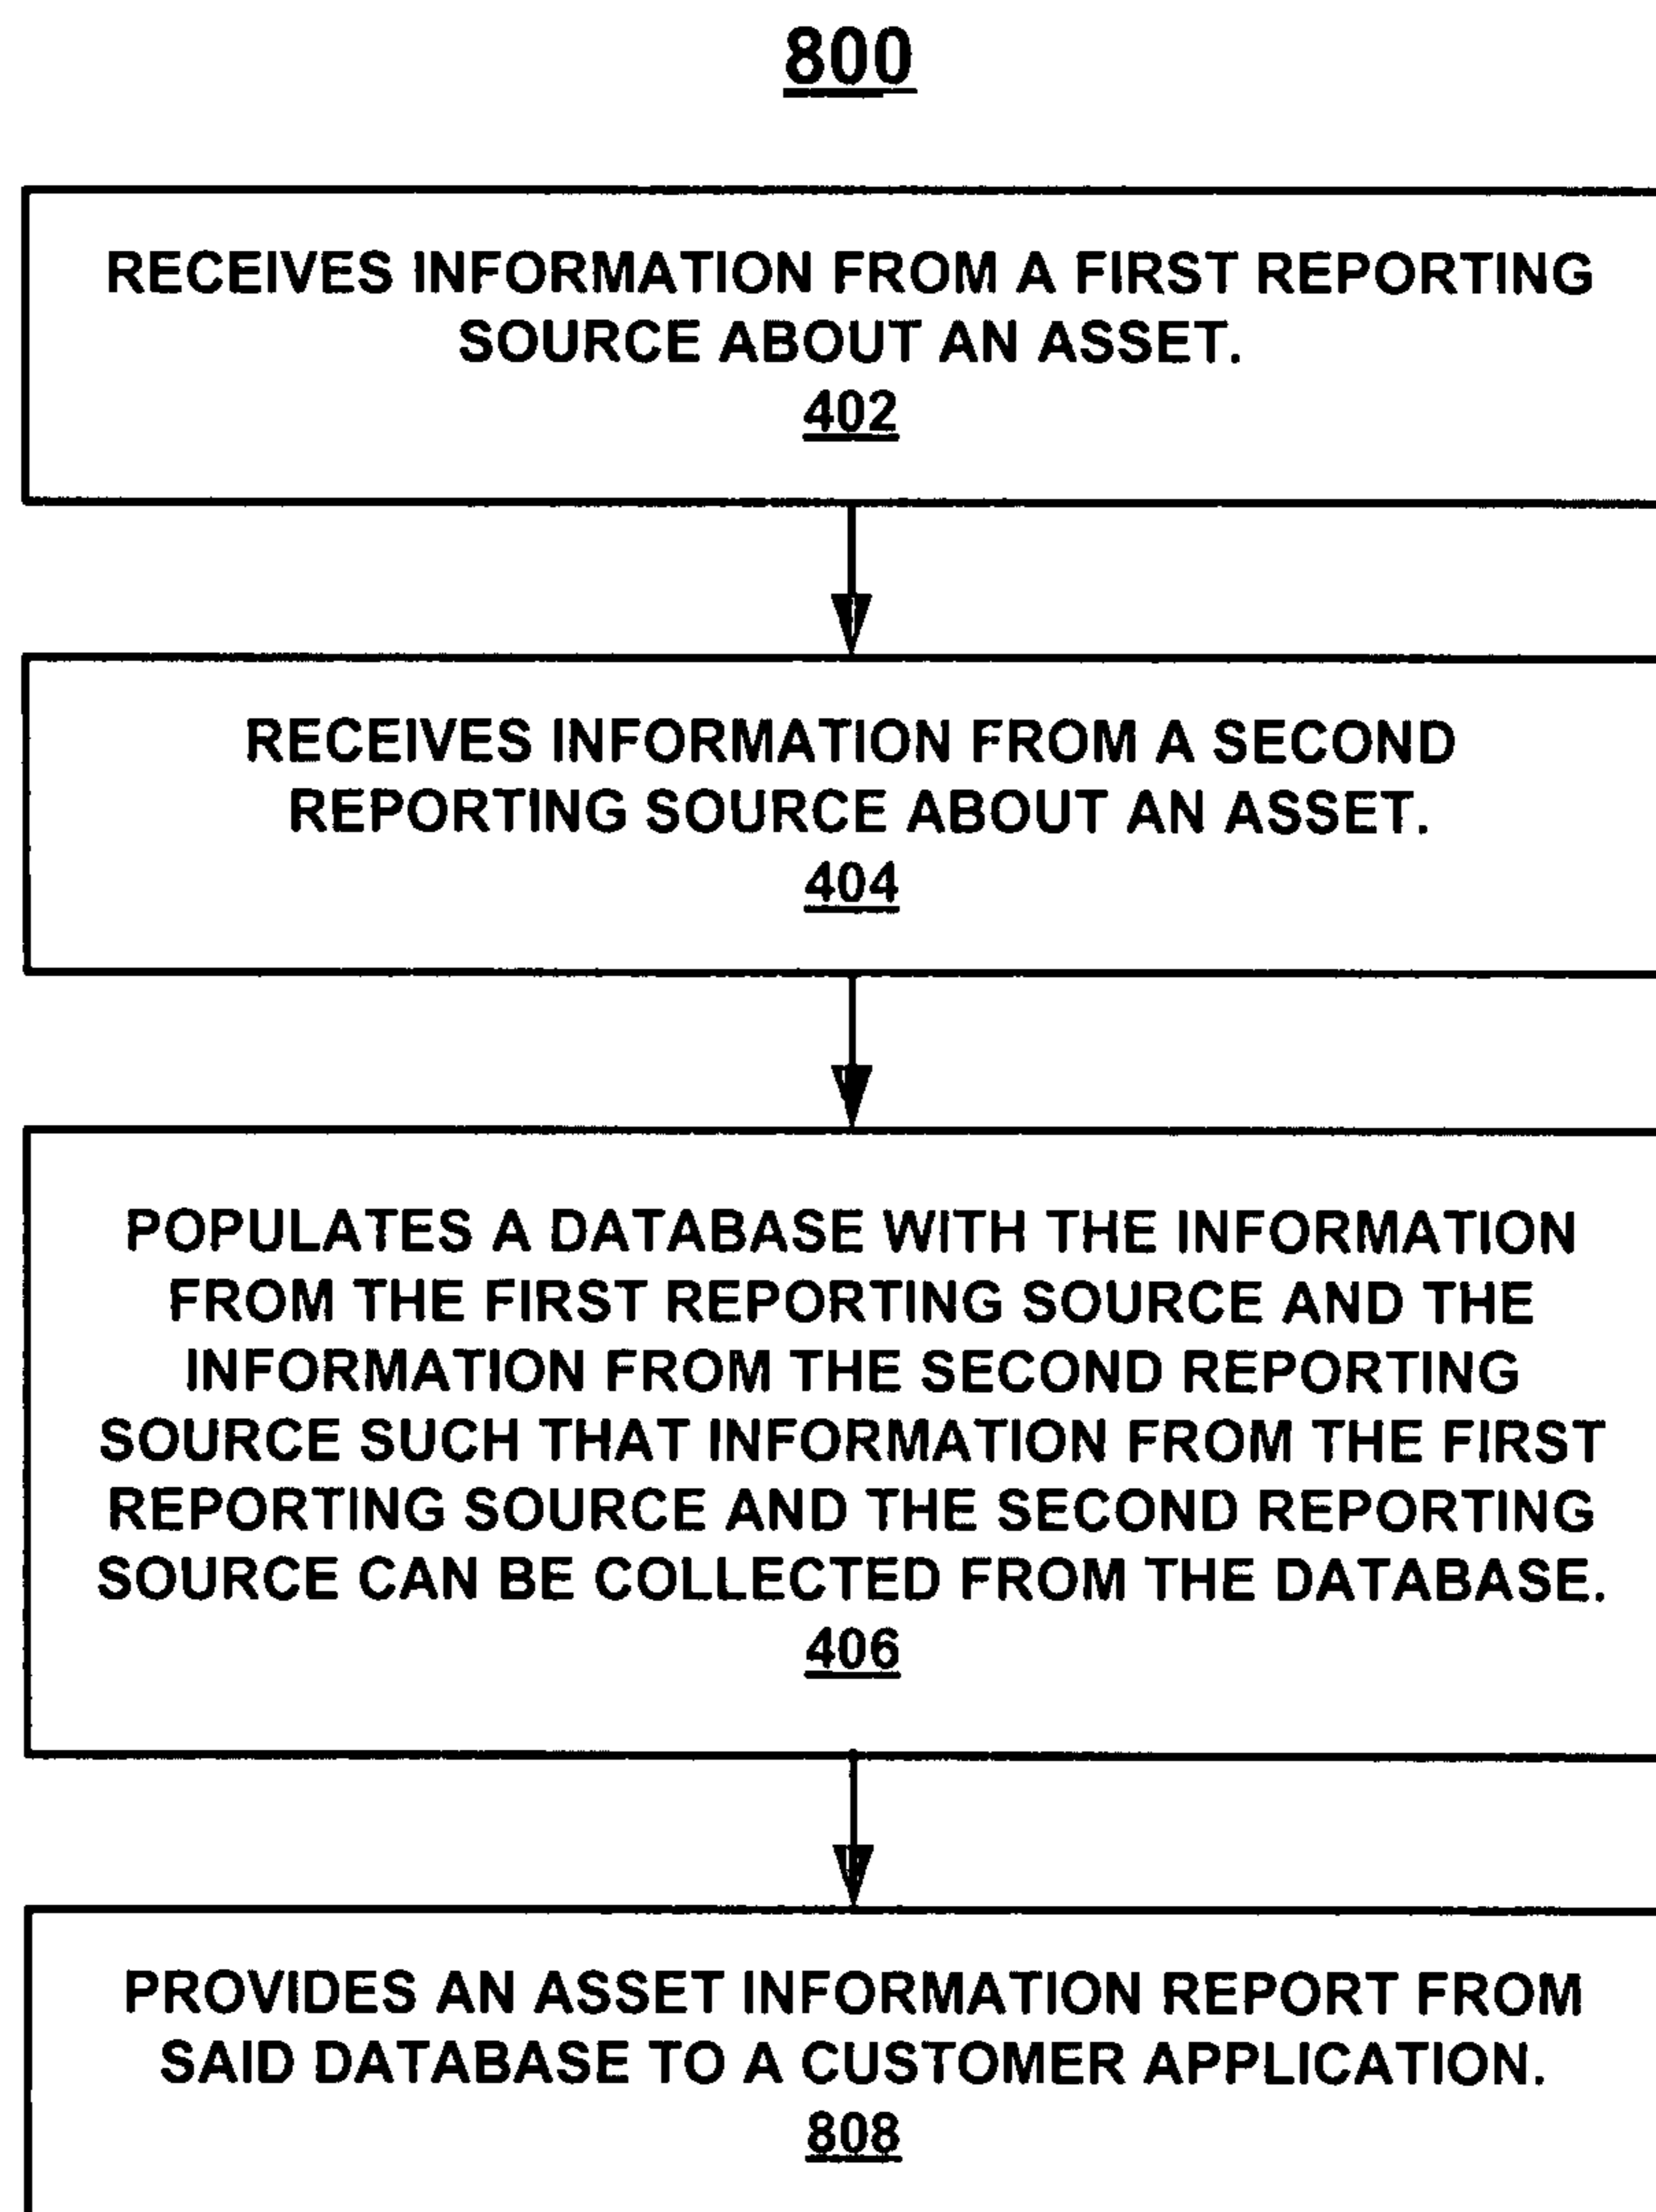 800
RECEIVES INFORMATION FROM A FIRST REPORTING
SOURCE ABOUT AN ASSET.
402
RECEIVES INFORMATION FROM A SECOND
REPORTING SOURCE ABOUT AN ASSET.
404
POPULATES A DATABASE WITH THE INFORMATION
FROM THE FIRST REPORTING SOURCE AND THE
INFORMATION FROM THE SECOND REPORTING
SOURCE SUCH THAT INFORMATION FROM THE FIRST
REPORTING SOURCE AND THE SECOND REPORTING
SOURCE CAN BE COLLECTED FROM THE DATABASE.
406
PROVIDES AN ASSET INFORMATION REPORT FROM
SAID DATABASE TO A CUSTOMER APPLICATION.
808